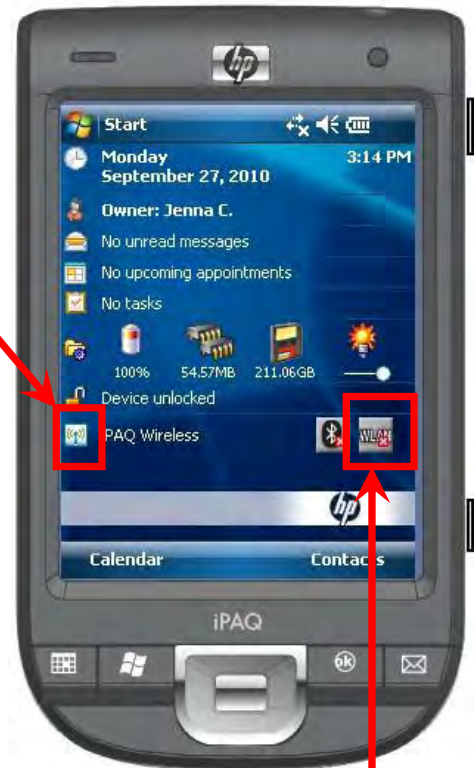 hp
Start
Monday 3:14 PM
September 27, 2010
Owner: Jenna C.
No unread messages
No upcoming appointments
No tasks
100% 54.57MB 211.06GB
Device unlocked
iPAQ Wireless WLAN
hp
Calendar Contacts
iPAQ
ok